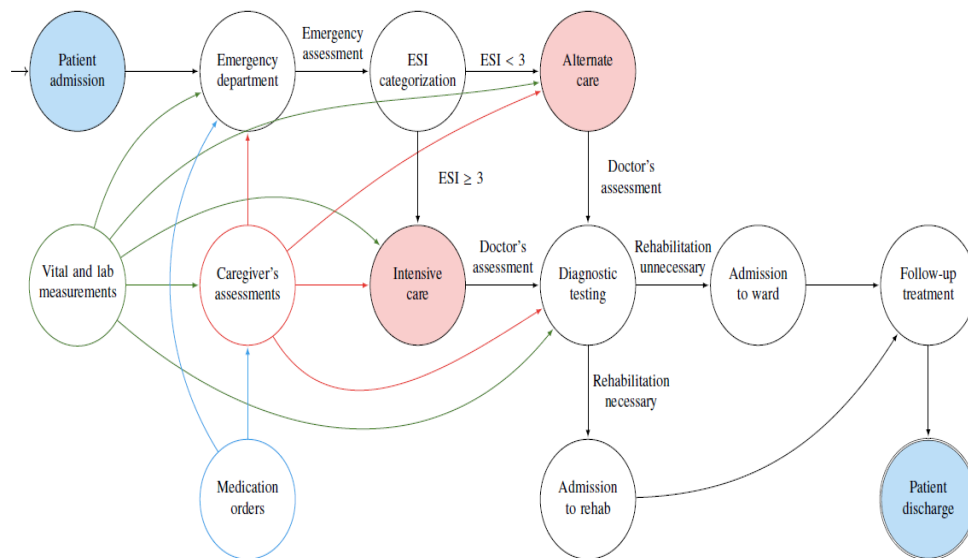 Patient
admission
Emergency
department
Emergency
assessment
ESI
categorization
ESI < 3
Alternate
care
ESI ≥ 3
Doctor's
assessment
Vital and lab
measurements
Caregiver's
assessments
Intensive
care
Doctor's
assessment
Diagnostic
testing
Rehabilitation
unnecessary
Admission
to ward
Follow-up
treatment
Rehabilitation
necessary
Medication
orders
Admission
to rehab
Patient
discharge